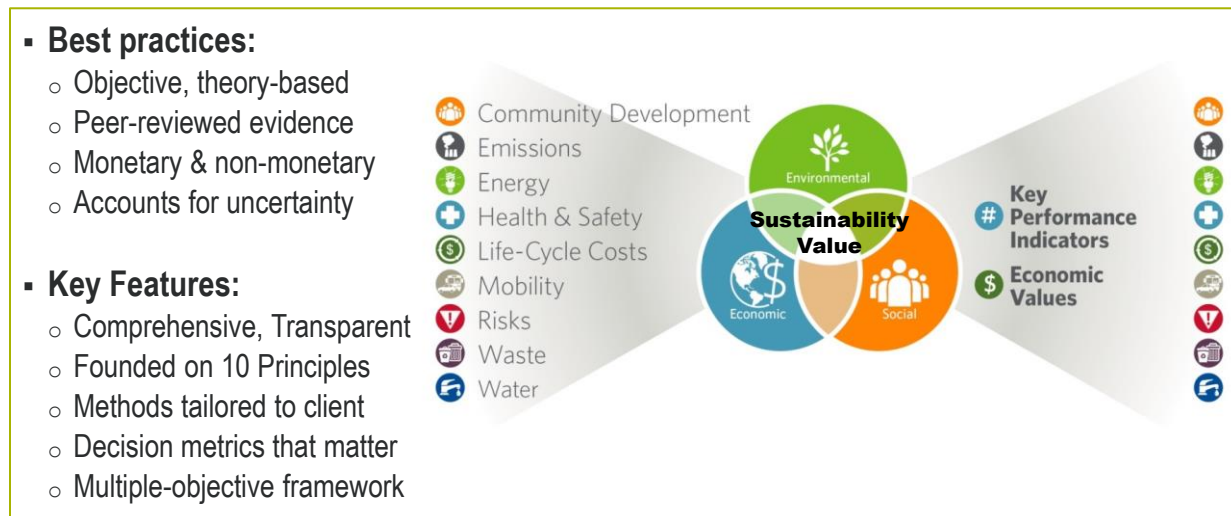 ▪ Best practices:
o Objective, theory-based
o Peer-reviewed evidence
o Monetary & non-monetary
o Accounts for uncertainty
▪ Key Features:
o Comprehensive, Transparent
o Founded on 10 Principles
o Methods tailored to client
o Decision metrics that matter
o Multiple-objective framework
Community Development
Emissions
Energy
Health & Safety
$ Life-Cycle Costs
Mobility
Risks
Waste
Water
Environmental
Sustainability
Value
$
Economic
Social
# Key
Performance
Indicators
$ Economic
Values
$